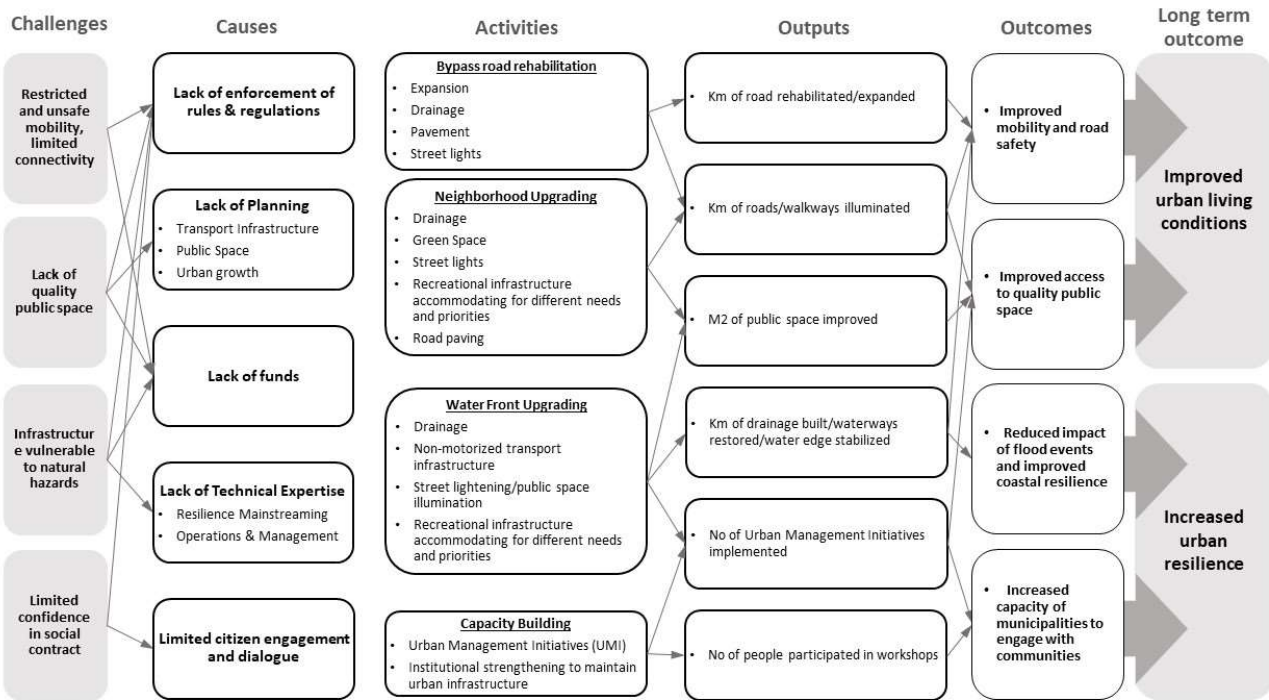 Challenges
Causes
Activities
Outputs
Outcomes
Long term
outcome
Restricted
and unsafe
mobility,
limited
connectivity
Lack of
quality
public space
Infrastructur
e vulnerable
to natural
hazards
Limited
confidence
in social
contract
Lack of enforcement of
rules & regulations
Lack of Planning
• Transport Infrastructure
• Public Space
• Urban growth
Lack of funds
Lack of Technical Expertise
• Resilience Mainstreaming
• Operations & Management
Limited citizen engagement
and dialogue
Bypass road rehabilitation
• Expansion
• Drainage
• Pavement
• Street lights
Neighborhood Upgrading
• Drainage
• Green Space
• Street lights
• Recreational infrastructure
accommodating for different needs
and priorities
• Road paving
Water Front Upgrading
• Drainage
• Non-motorized transport
infrastructure
• Street lightening/public space
illumination
• Recreational infrastructure
accommodating for different needs
and priorities
Capacity Building
• Urban Management Initiatives (UMI)
• Institutional strengthening to maintain
urban infrastructure
• Km of road rehabilitated/expanded
• Km of roads/walkways illuminated
• M2 of public space improved
• Km of drainage built/waterways
restored/water edge stabilized
• No of Urban Management Initiatives
implemented
• No of people participated in workshops
• Improved
mobility and road
safety
• Improved access
to quality public
space
• Reduced impact
of flood events
and improved
coastal resilience
• Increased
capacity of
municipalities to
engage with
communities
Improved
urban living
conditions
Increased
urban
resilience